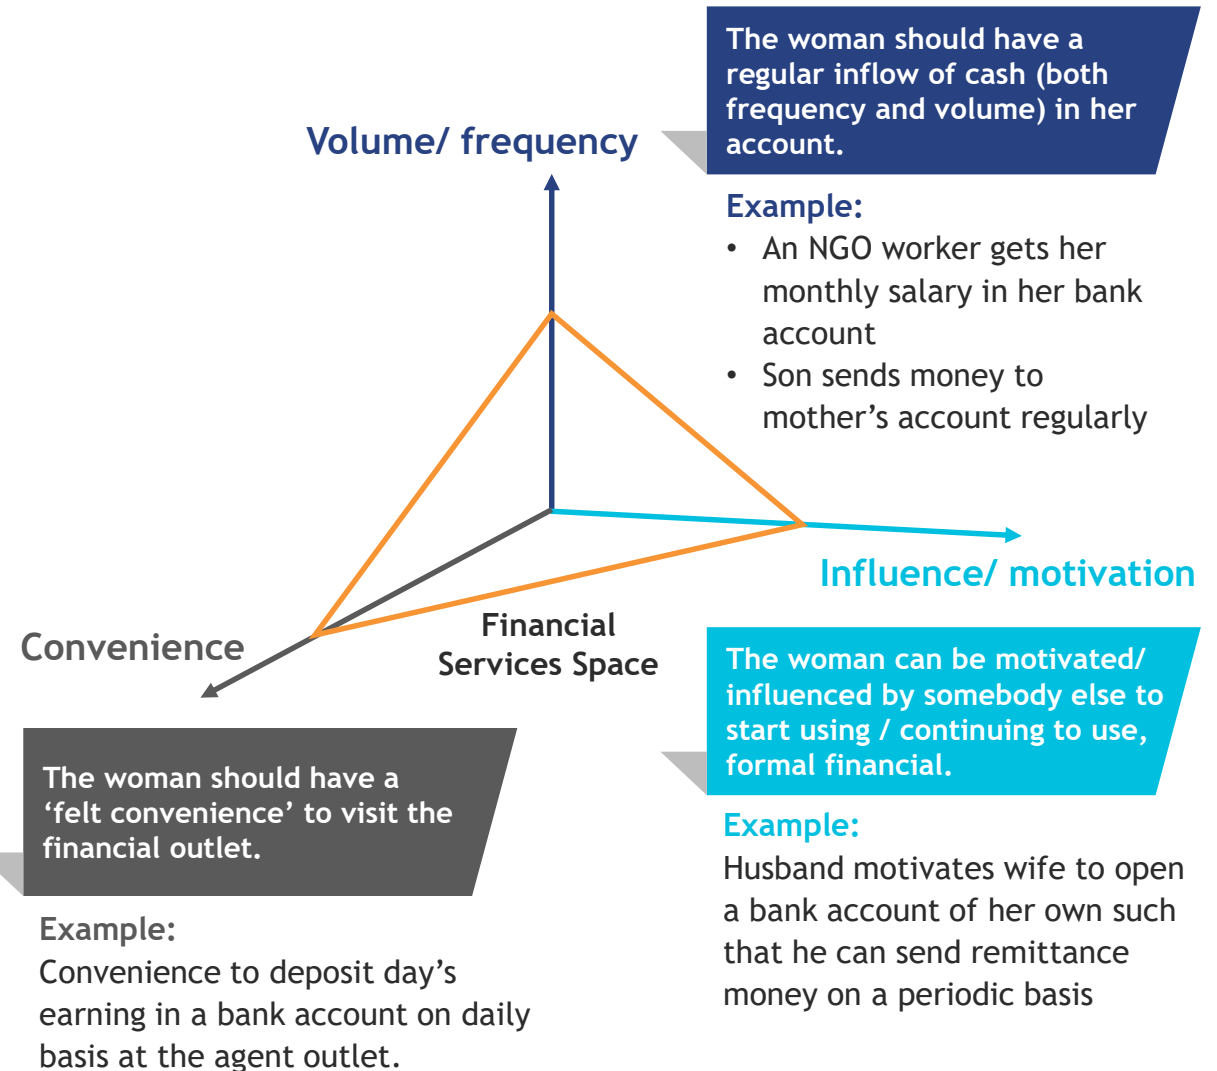 The woman should have a
regular inflow of cash (both
frequency and volume) in her
account.
Volume/ frequency
Example:
• An NGO worker gets her
monthly salary in her bank
account
• Son sends money to
mother’s account regularly
Influence/ motivation
Financial
Services Space
Convenience
The woman can be motivated/
influenced by somebody else to
start using / continuing to use,
formal financial.
Example:
Husband motivates wife to open
a bank account of her own such
that he can send remittance
money on a periodic basis
The woman should have a
‘felt convenience’ to visit the
financial outlet.
Example:
Convenience to deposit day’s
earning in a bank account on daily
basis at the agent outlet.